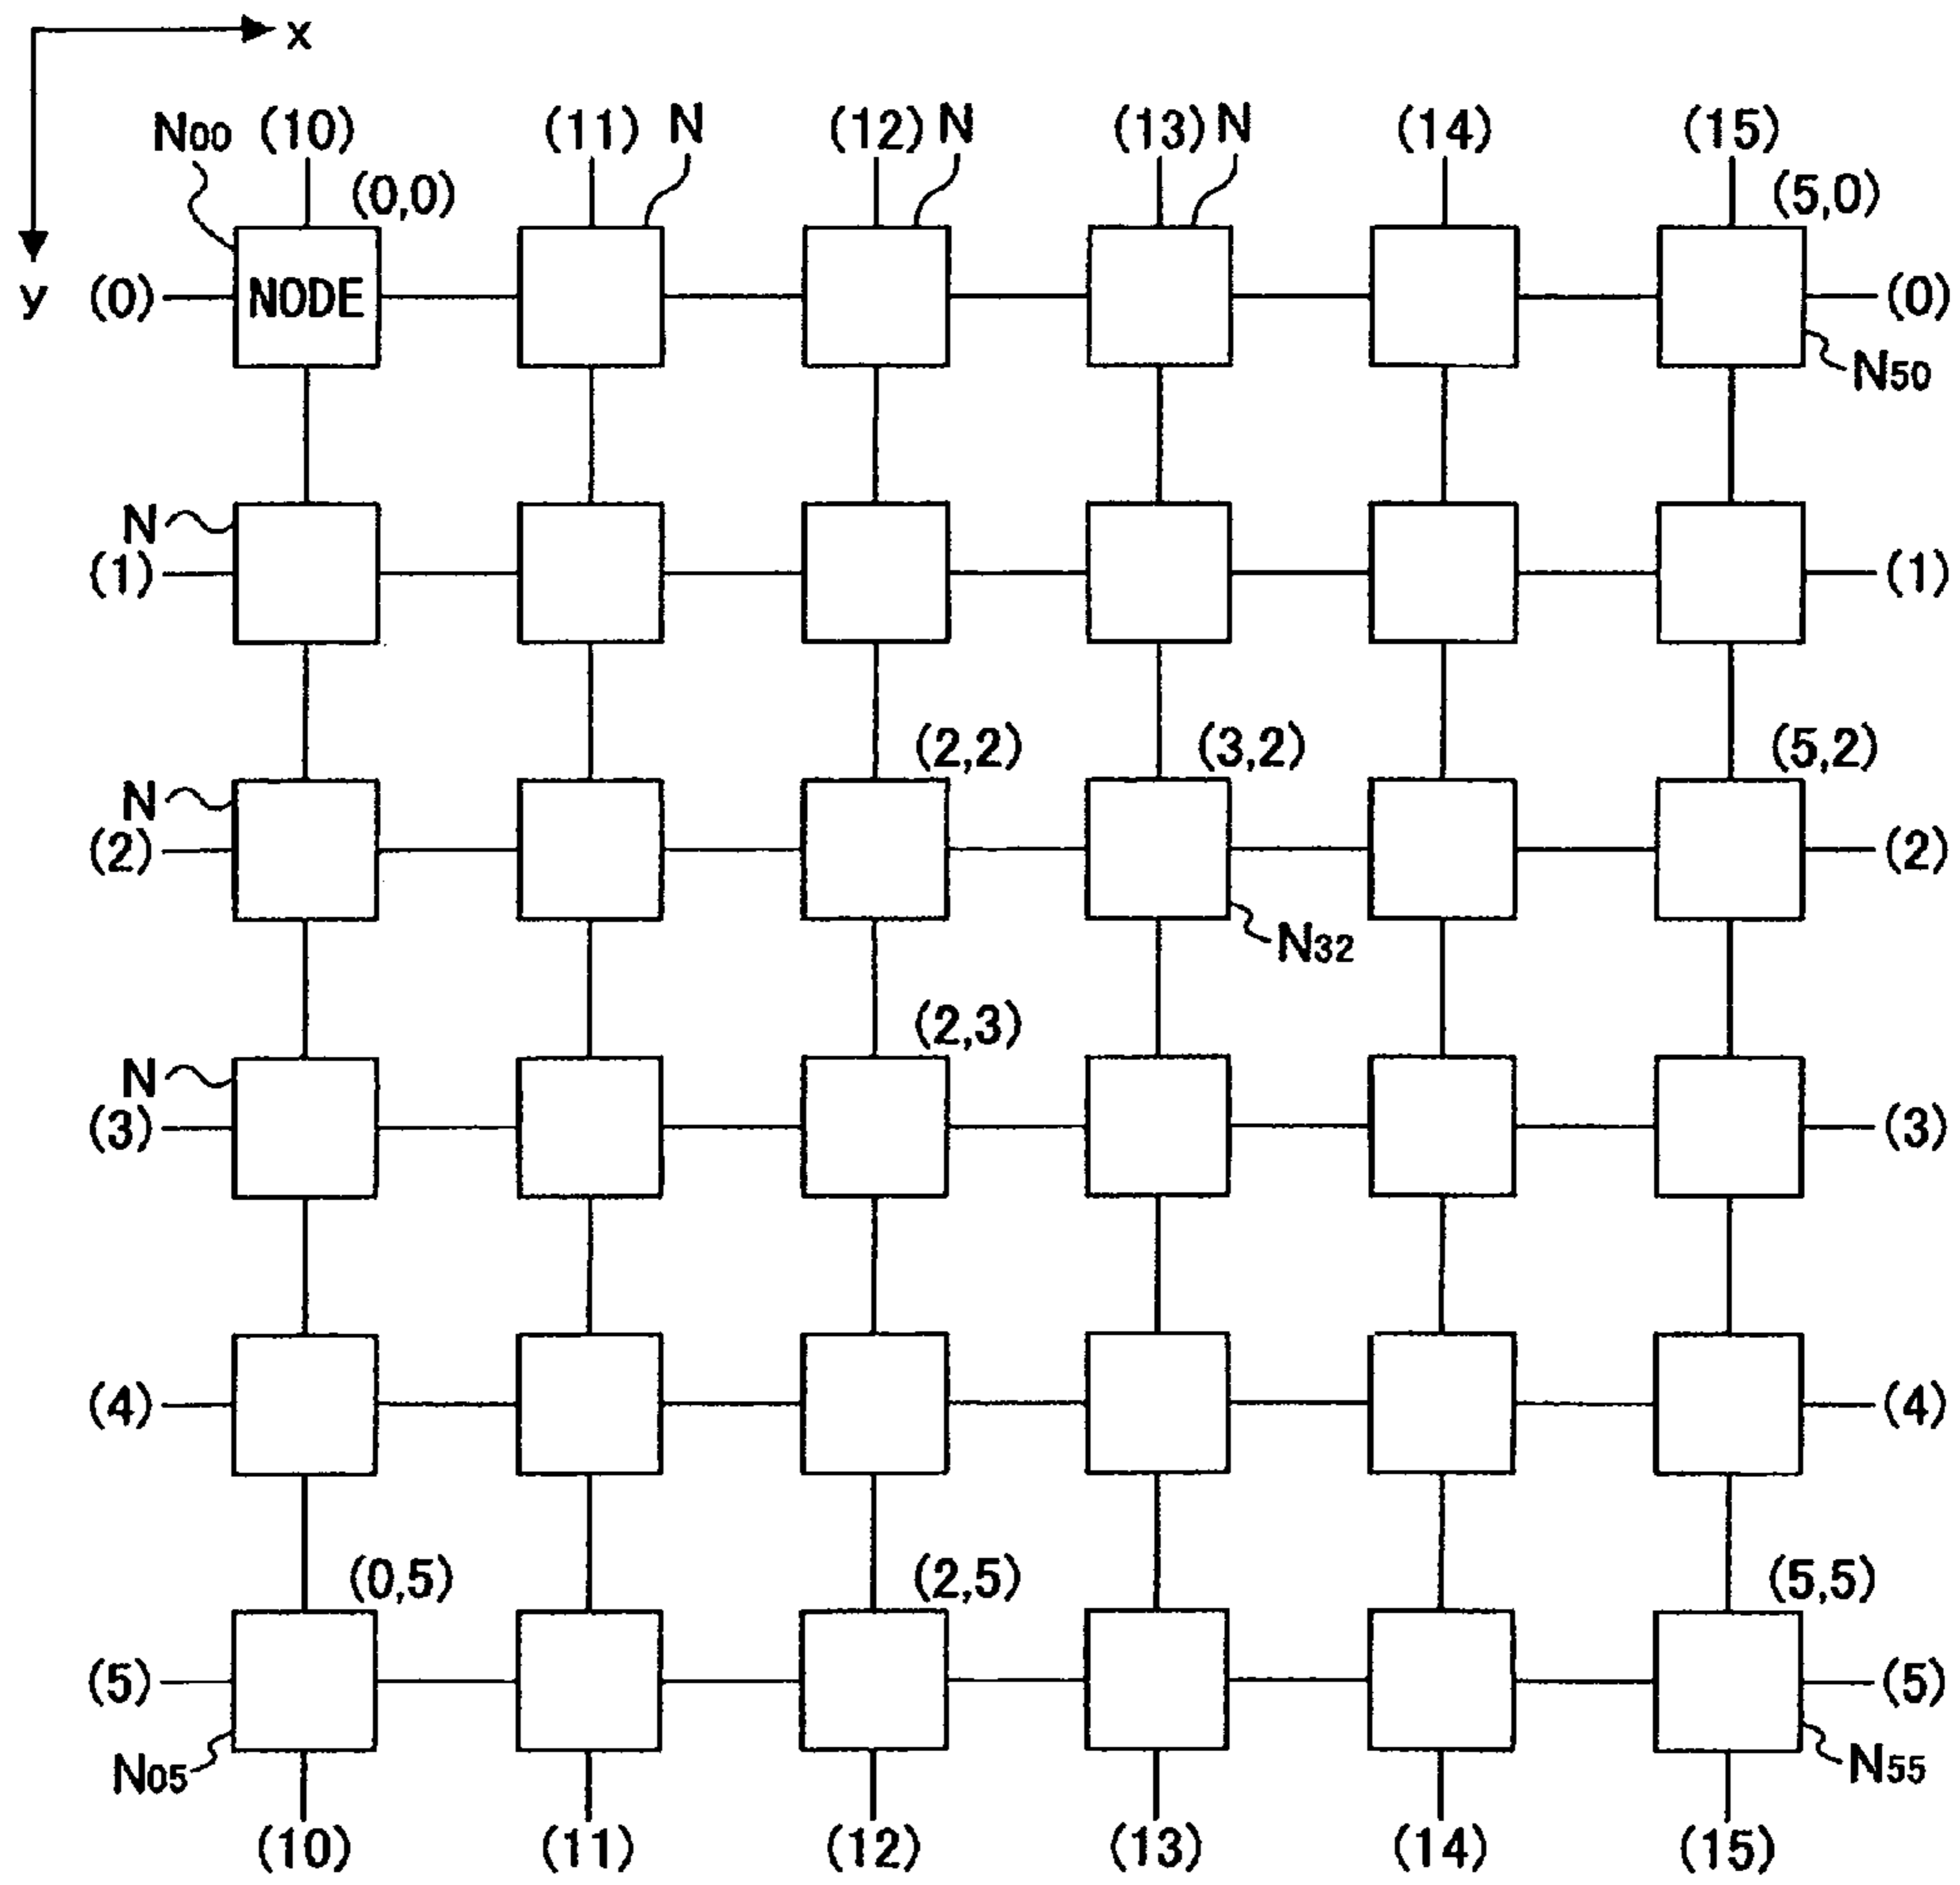 x
N00 (10) (11) N (12) N (13) N (14) (15)
(0,0) (5,0)
y (0) NODE (0)
N50
N
(1) (1)
(2,2) (3,2) (5,2)
N
(2) (2)
N32
(2,3)
N
(3) (3)
(4) (4)
(0,5) (2,5) (5,5)
(5) (5)
N05 N55
(10) (11) (12) (13) (14) (15)